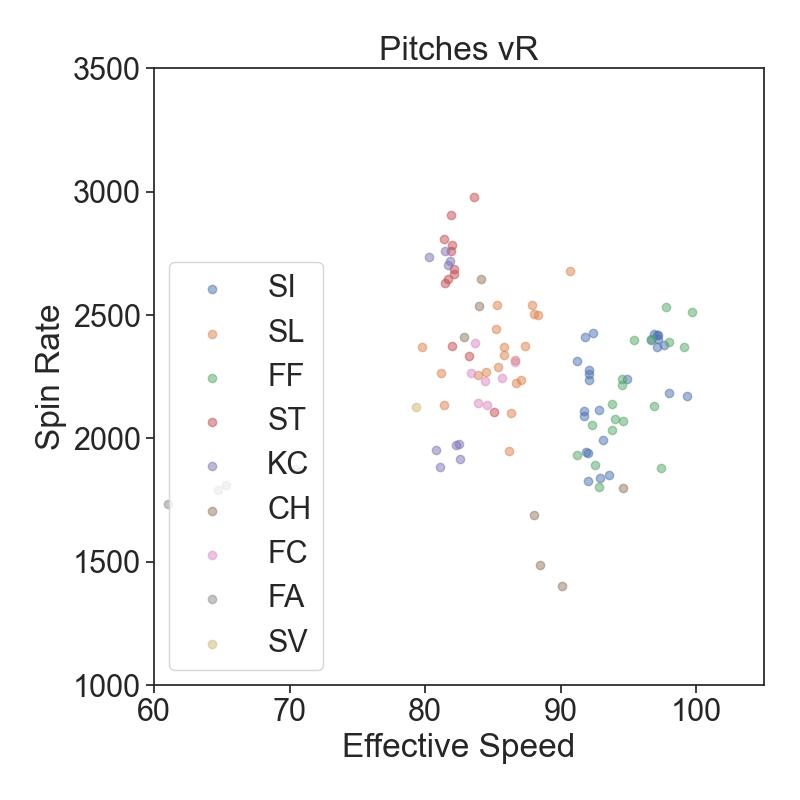 Pitches vR
3500
3000
2500
2000
1500
1000
Spin Rate
SI
SL
FF
ST
KC
CH
FC
FA
SV
60 70 80 90 100
Effective Speed